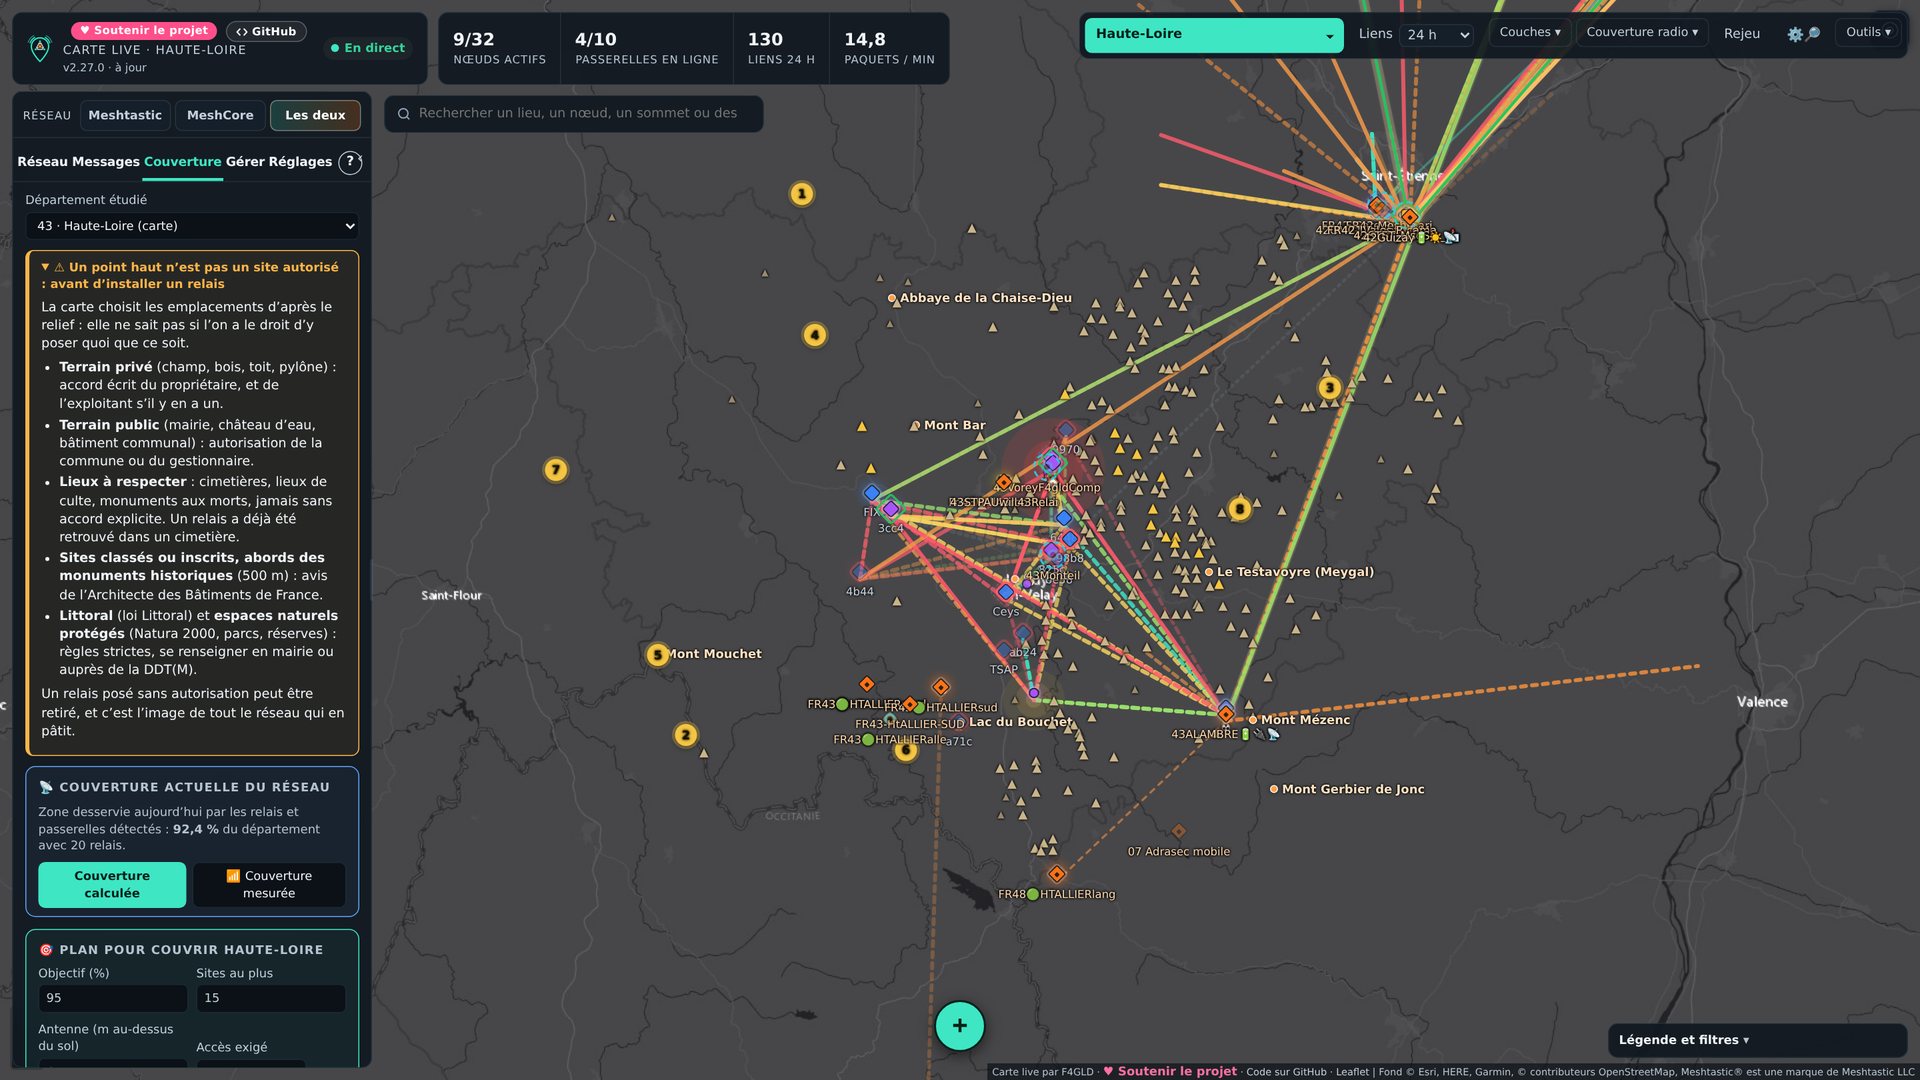 ♥ Soutenir le projet
GitHub
CARTE LIVE · HAUTE-LOIRE
v2.27.0 · à jour
En direct
9/32
NŒUDS ACTIFS
4/10
PASSERELLES EN LIGNE
130
LIENS 24 H
14,8
PAQUETS / MIN
Haute-Loire
Liens
24 h
Couches ▾
Couverture radio ▾
Rejeu
Outils ▾
Rechercher un lieu, un nœud, un sommet ou des
RÉSEAU
Meshtastic
MeshCore
Les deux
Réseau Messages Couverture Gérer Réglages ?
Département étudié
43 · Haute-Loire (carte)
▼ ⚠ Un point haut n’est pas un site autorisé
: avant d’installer un relais
La carte choisit les emplacements d’après le
relief : elle ne sait pas si l’on a le droit d’y
poser quoi que ce soit.
• Terrain privé (champ, bois, toit, pylône) :
accord écrit du propriétaire, et de
l’exploitant s’il y en a un.
• Terrain public (mairie, château d’eau,
bâtiment communal) : autorisation de la
commune ou du gestionnaire.
• Lieux à respecter : cimetières, lieux de
culte, monuments aux morts, jamais sans
accord explicite. Un relais a déjà été
retrouvé dans un cimetière.
• Sites classés ou inscrits, abords des
monuments historiques (500 m) : avis
de l’Architecte des Bâtiments de France.
• Littoral (loi Littoral) et espaces naturels
protégés (Natura 2000, parcs, réserves) :
règles strictes, se renseigner en mairie ou
auprès de la DDT(M).
Un relais posé sans autorisation peut être
retiré, et c’est l’image de tout le réseau qui en
pâtit.
COUVERTURE ACTUELLE DU RÉSEAU
Zone desservie aujourd’hui par les relais et
passerelles détectés : 92,4 % du département
avec 20 relais.
Couverture
calculée
Couverture
mesurée
PLAN POUR COUVRIR HAUTE-LOIRE
Objectif (%)
Sites au plus
95
15
Antenne (m au-dessus
du sol)
Accès exigé
1
Saint-Étienne
42Guizay
Abbaye de la Chaise-Dieu
4
3
Mont Bar
7
8
FIX
3cc4
4b44
Le Testavoyre (Meygal)
43Monteil
Ceys
Saint-Flour
ab24
TSAP
5
Mont Mouchet
2
6
FR43-HtALLIER-SUD
FR43 HTALLIERalle
a71c
Lac du Bouchet
43ALAMBRE
Mont Mézenc
Mont Gerbier de Jonc
Valence
OCCITANIE
07 Adrasec mobile
FR48 HTALLIERlang
+
Légende et filtres ▾
Carte live par F4GLD · ♥ Soutenir le projet · Code sur GitHub · Leaflet | Fond © Esri, HERE, Garmin, © contributeurs OpenStreetMap, Meshtastic® est une marque de Meshtastic LLC